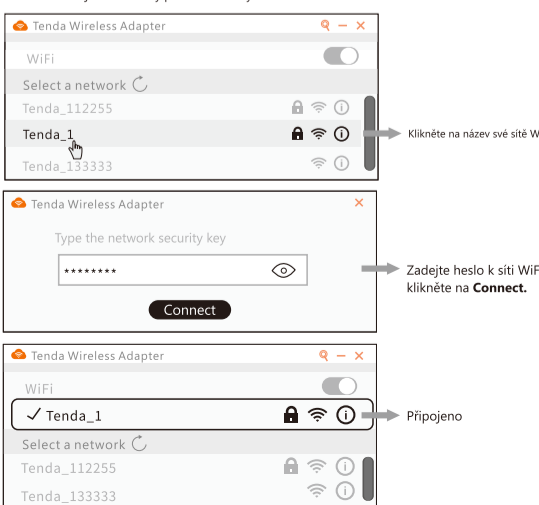 Tenda Wireless Adapter
WiFi
Select a network
Tenda_112255
Tenda_1
Klikněte na název své sítě W
Tenda_133333
Tenda Wireless Adapter
Type the network security key
********
Zadejte heslo k síti WiF
klikněte na Connect.
Connect
Tenda Wireless Adapter
WiFi
Tenda_1
Připojeno
Select a network
Tenda_112255
Tenda_133333